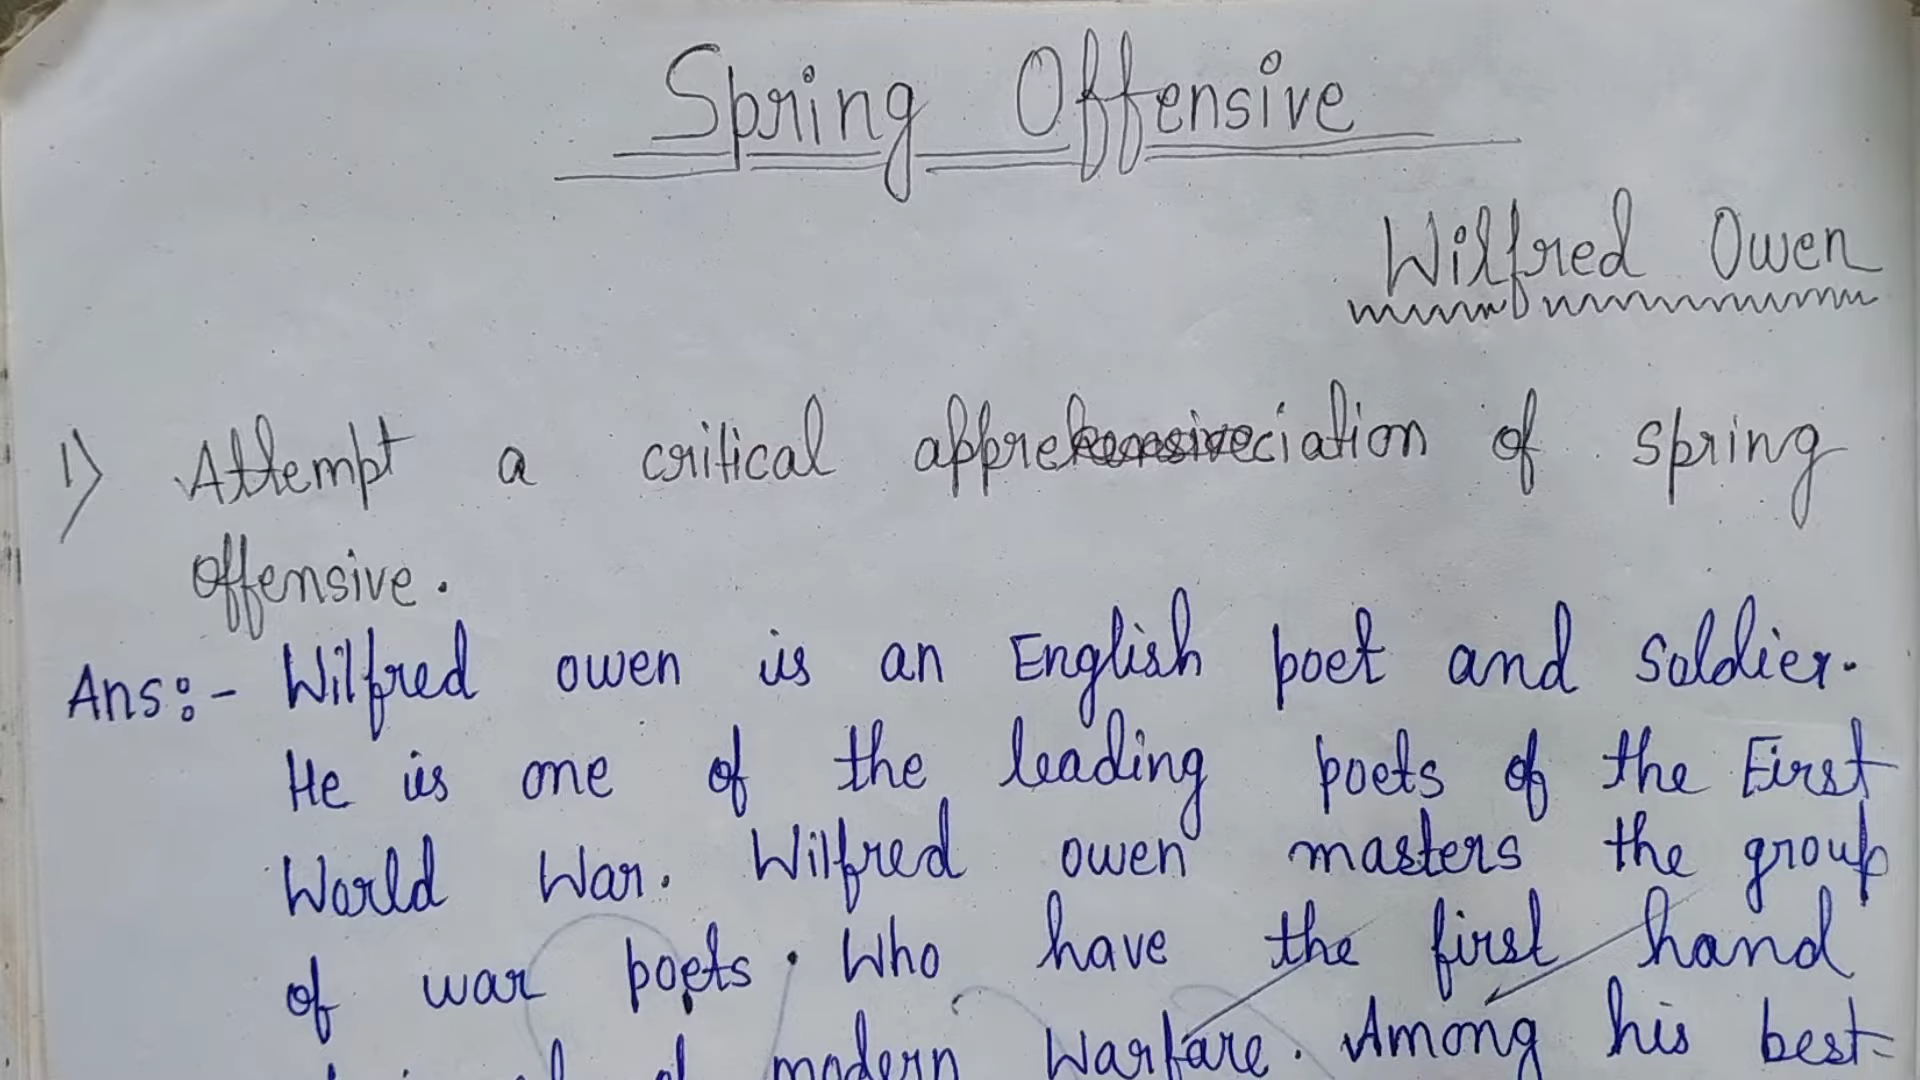 Spring Offensive
Wilfred Owen
1) Attempt a critical appreciation of spring
offensive.
Ans:- Wilfred owen is an English poet and soldier.
He is one of the leading poets of the First
World War. Wilfred owen masters the group
of war poets. Who have the first hand
modern Warfare. Among his best-